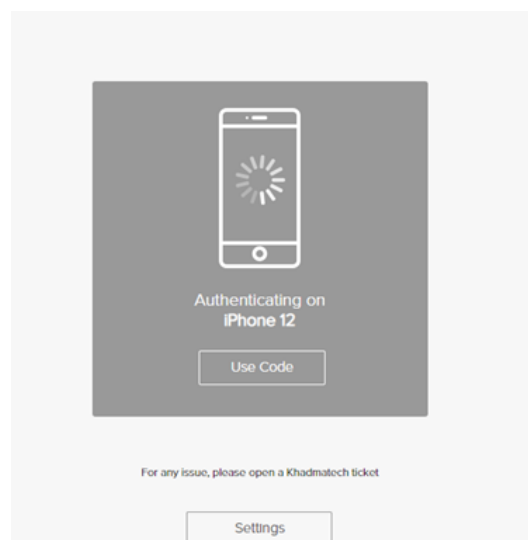 Authenticating on
iPhone 12
Use Code
For any issue, please open a Khadmatech ticket
Settings